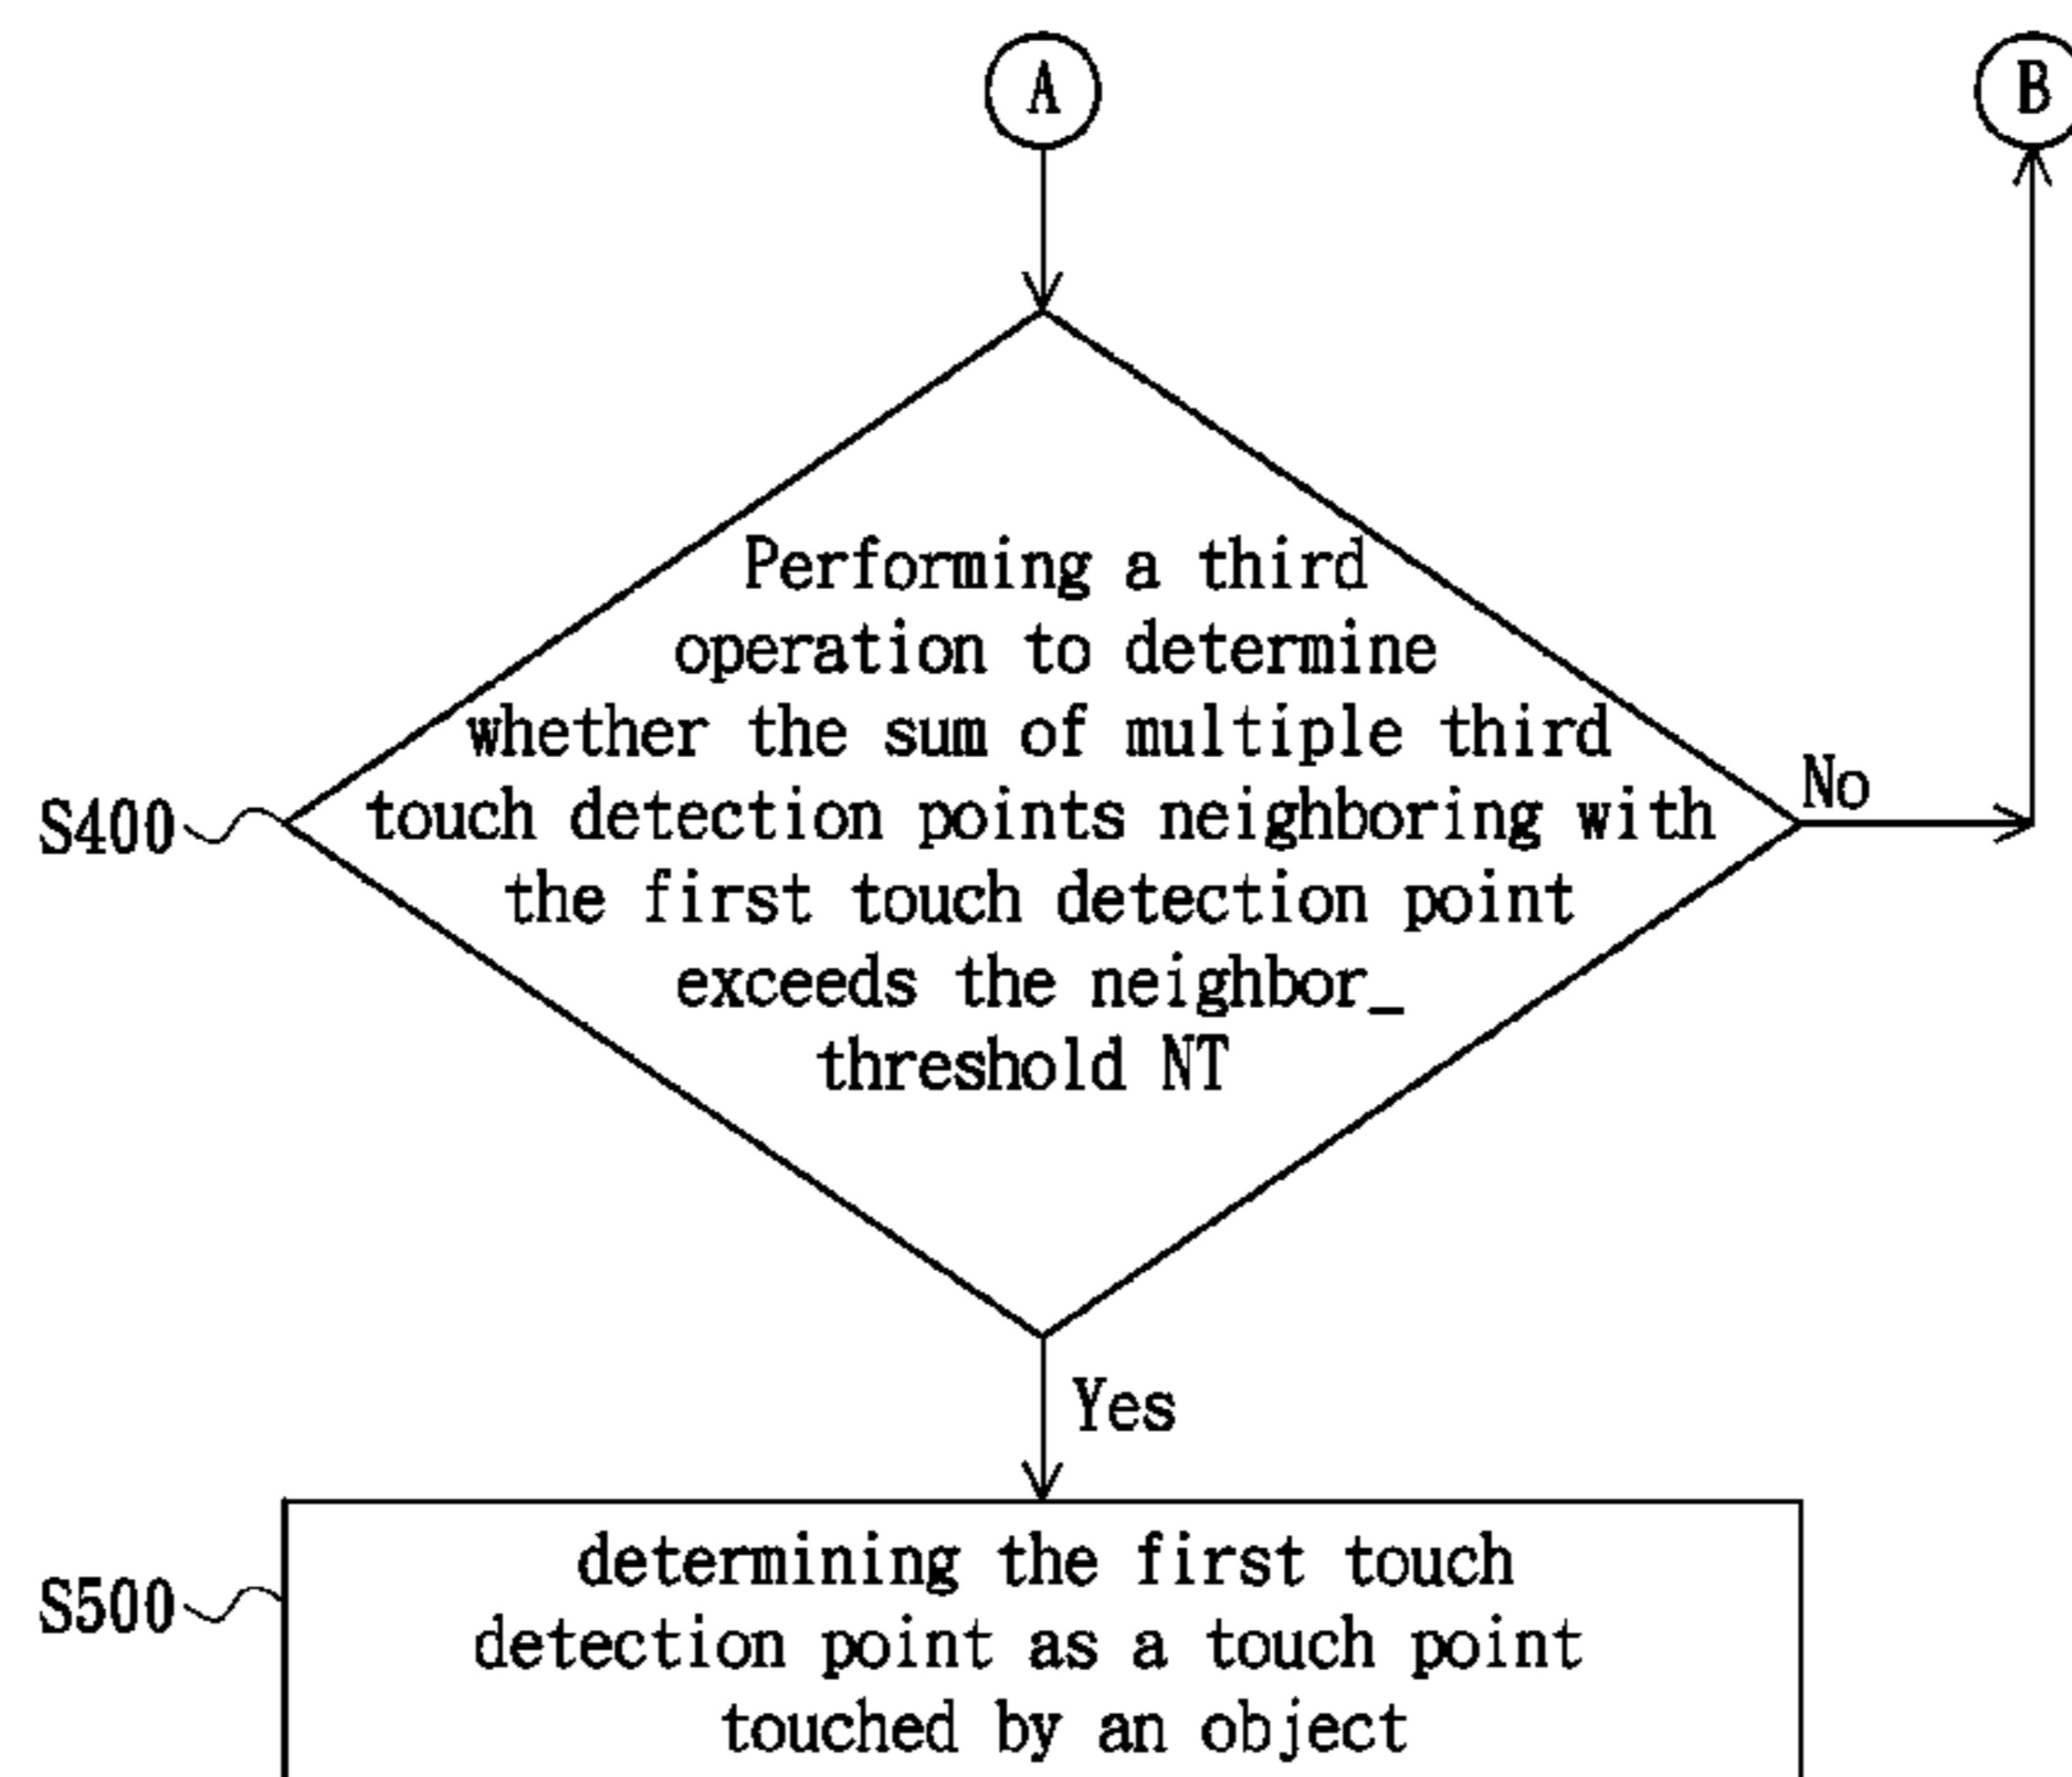 A
B
Performing a third
operation to determine
whether the sum of multiple third
touch detection points neighboring with
the first touch detection point
exceeds the neighbor_
threshold NT
S400
No
Yes
S500
determining the first touch
detection point as a touch point
touched by an object